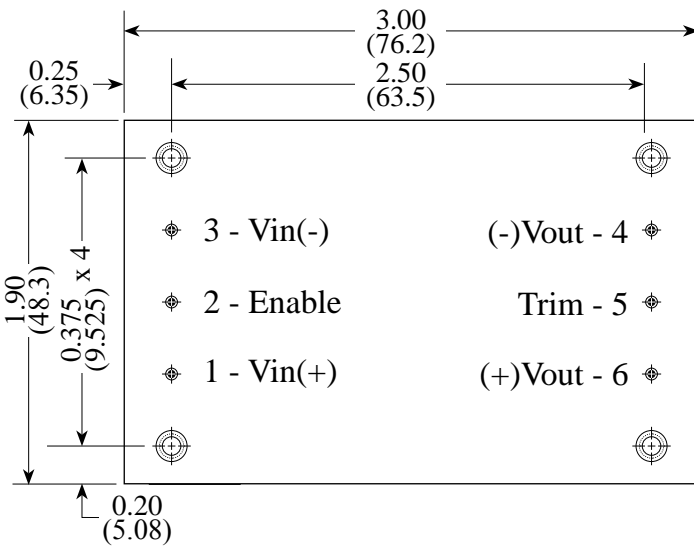 3.00
(76.2)
0.25
(6.35)
2.50
(63.5)
3 - Vin(-)
(-)Vout - 4
2 - Enable
Trim - 5
1 - Vin(+)
(+)Vout - 6
1.90
(48.3)
0.375 x 4
(9.525)
0.20
(5.08)